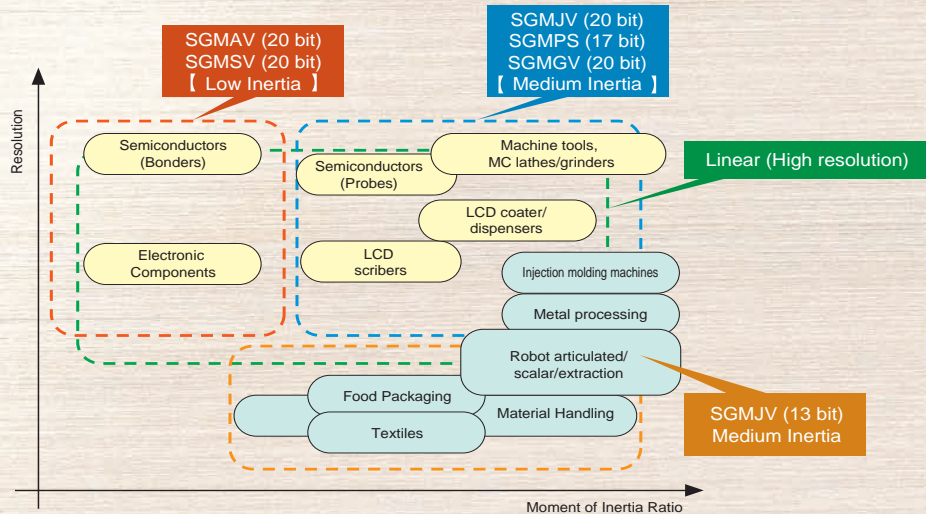 SGMAV (20 bit)
SGMSV (20 bit)
【 Low Inertia 】
SGMJV (20 bit)
SGMPS (17 bit)
SGMGV (20 bit)
【 Medium Inertia 】
Resolution
Semiconductors
(Bonders)
Semiconductors
(Probes)
Machine tools,
MC lathes/grinders
Linear (High resolution)
LCD coater/
dispensers
Electronic
Components
LCD
scribers
Injection molding machines
Metal processing
Robot articulated/
scalar/extraction
Food Packaging
Material Handling
Textiles
SGMJV (13 bit)
Medium Inertia
Moment of Inertia Ratio